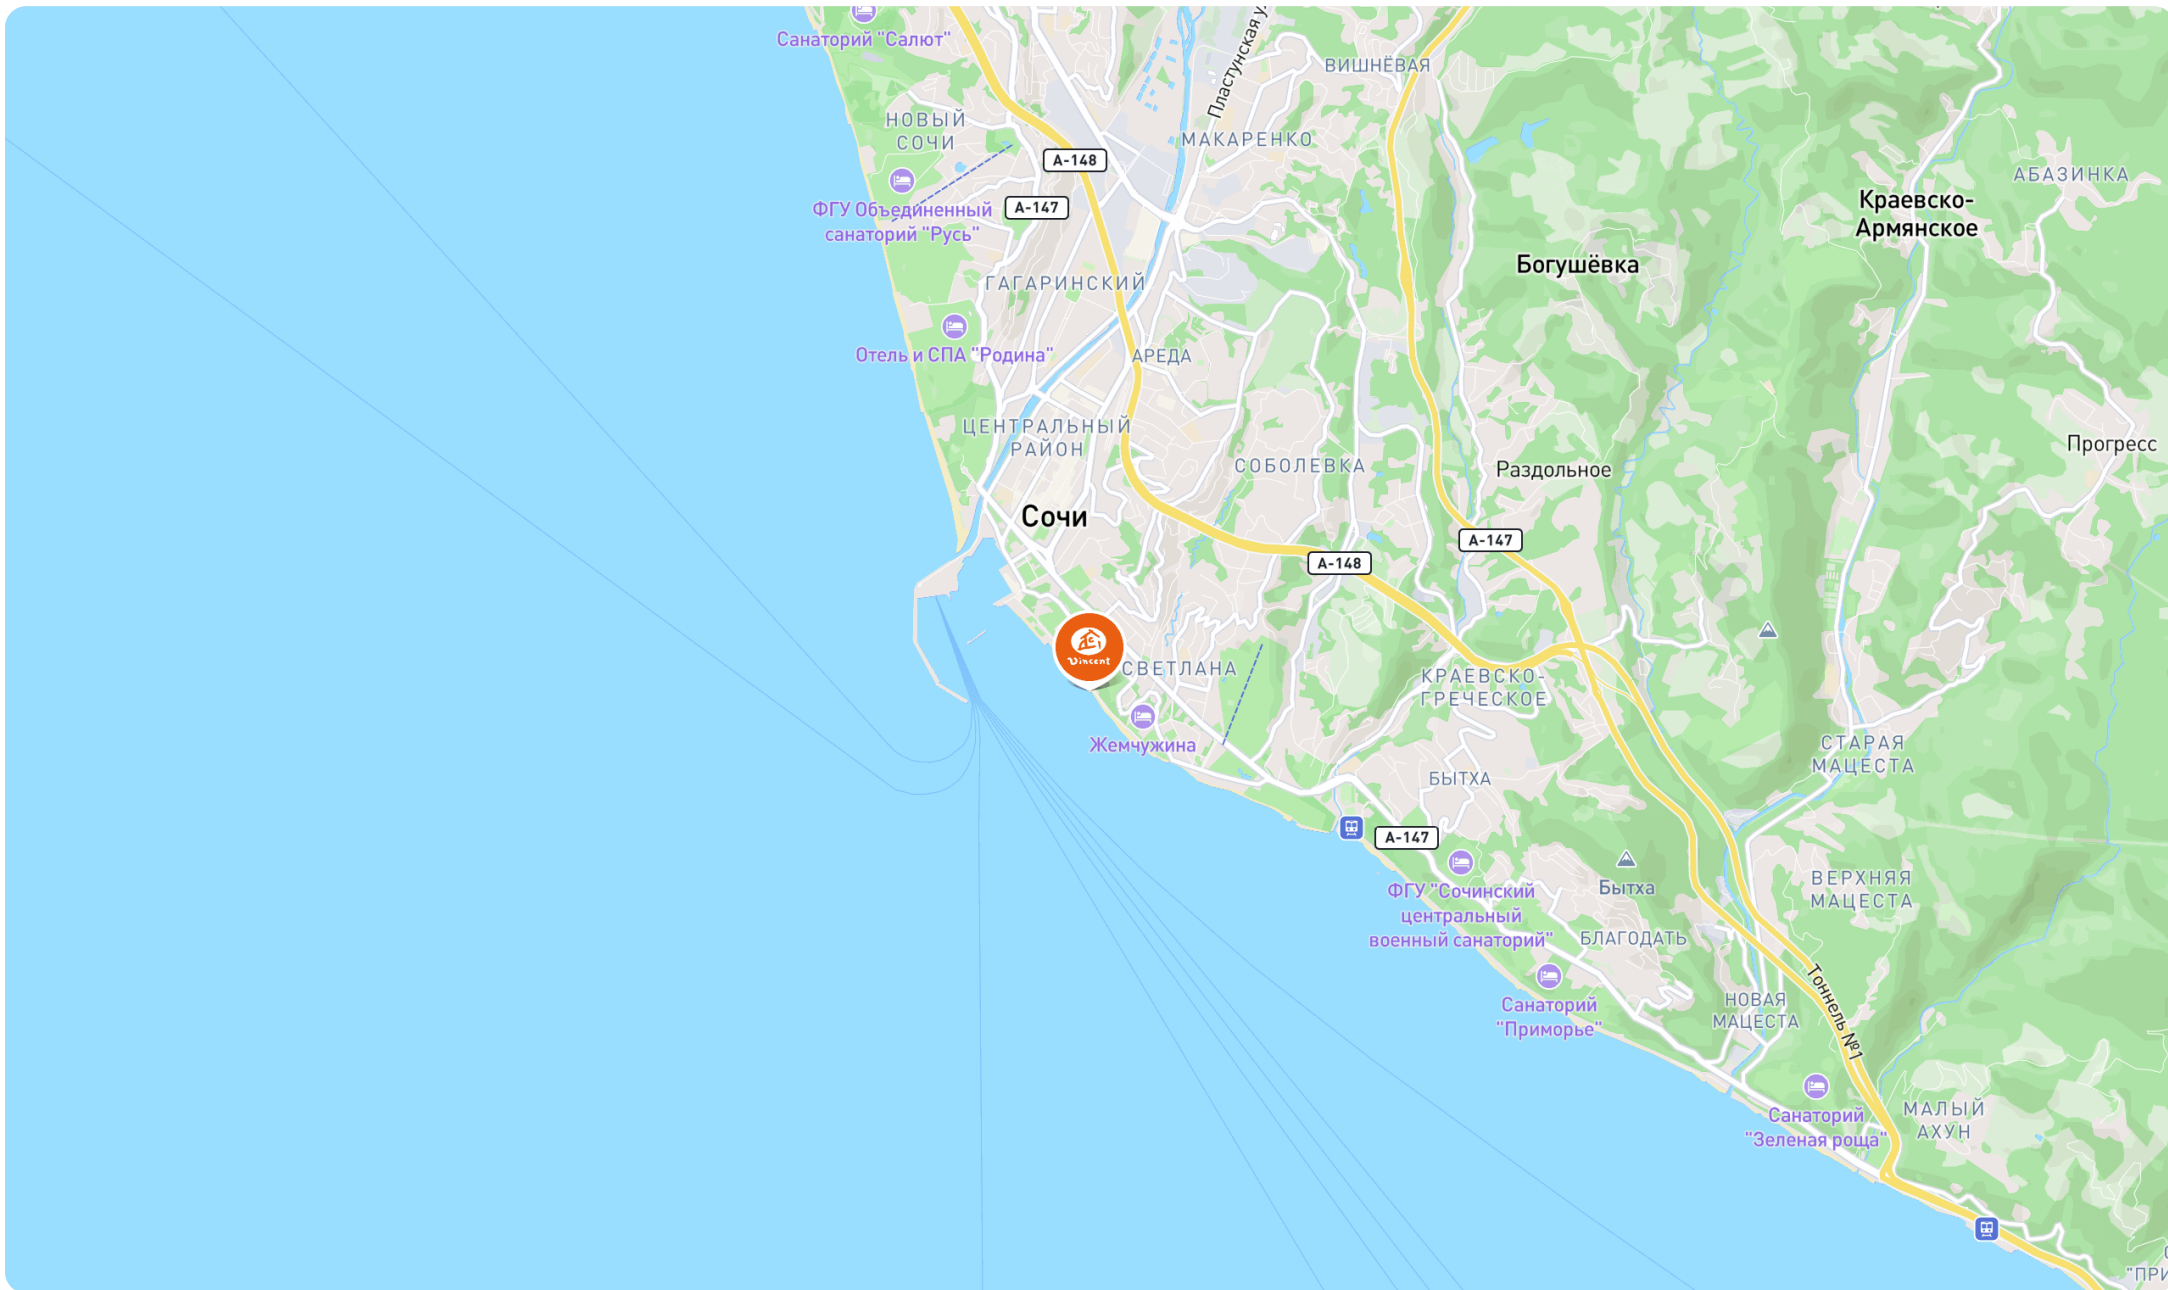 Санаторий "Салют"
Пластунская у
ВИШНЁВАЯ
НОВЫЙ
СОЧИ
МАКАРЕНКО
А-148
АБАЗИНКА
ФГУ Объединенный
санаторий "Русь"
А-147
Краевско-
Армянское
Богушёвка
ГАГАРИНСКИЙ
Отель и СПА "Родина"
АРЕДА
ЦЕНТРАЛЬНЫЙ
РАЙОН
Прогресс
СОБОЛЕВКА
Раздольное
Сочи
А-147
А-148
Vincent
СВЕТЛАНА
КРАЕВСКО-
ГРЕЧЕСКОЕ
Жемчужина
СТАРАЯ
МАЦЕСТА
БЫТХА
А-147
ФГУ "Сочинский
центральный
военный санаторий"
Бытха
ВЕРХНЯЯ
МАЦЕСТА
БЛАГОДАТЬ
Санаторий
"Приморье"
НОВАЯ
МАЦЕСТА
Тоннель №1
Санаторий
"Зеленая роща"
МАЛЫЙ
АХУН
"ПРИ